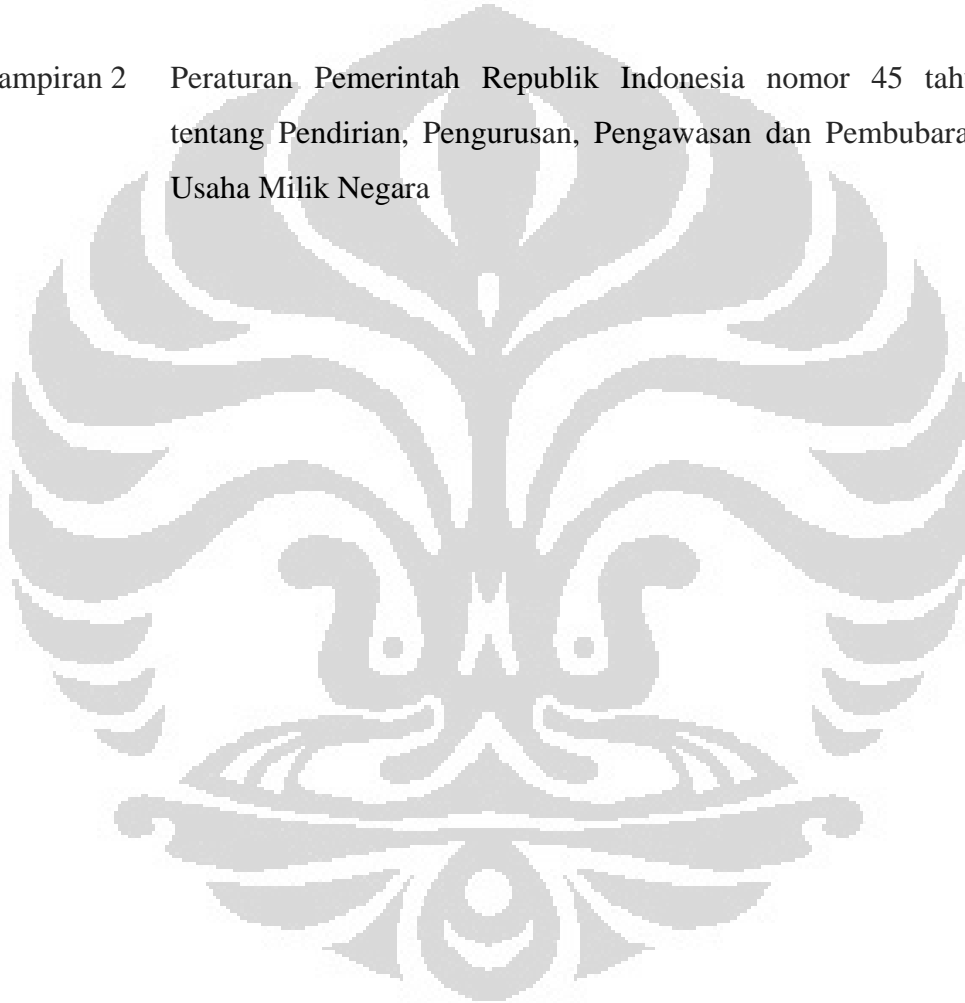 ampiran 2 Peraturan Pemerintah Republik Indonesia nomor 45 tah
tentang Pendirian, Pengurusan, Pengawasan dan Pembubara
Usaha Milik Negara